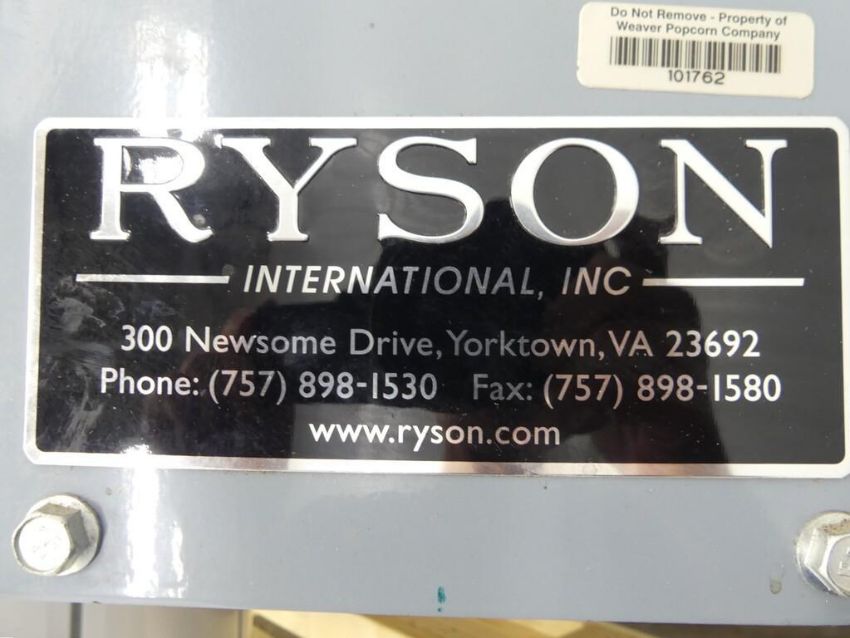 Do Not Remove - Property of
Weaver Popcorn Company
101762
RYSON
INTERNATIONAL, INC
300 Newsome Drive, Yorktown, VA 23692
Phone: (757) 898-1530 Fax: (757) 898-1580
www.ryson.com